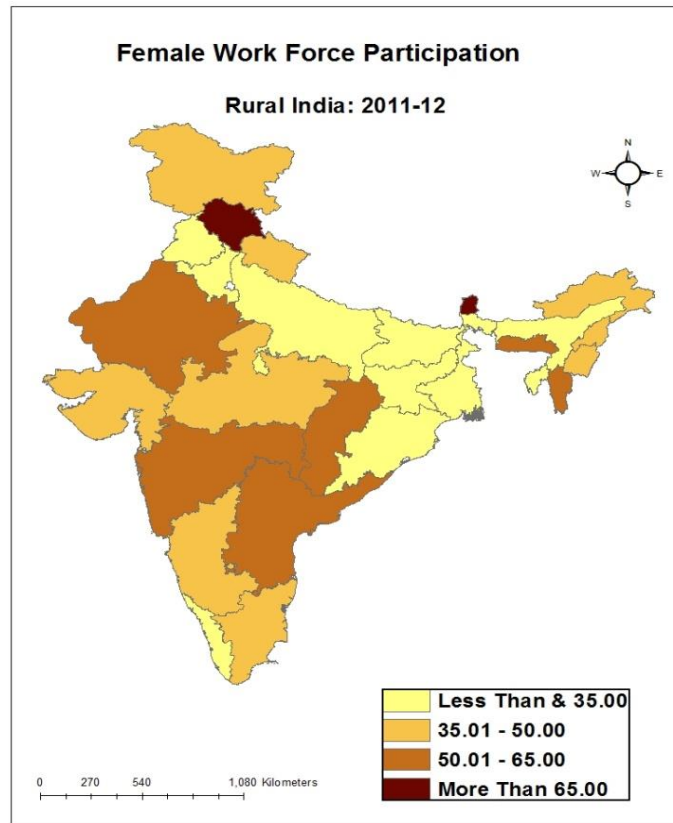 Female Work Force Participation
Rural India: 2011-12
N
W E
S
Less Than & 35.00
35.01 - 50.00
50.01 - 65.00
More Than 65.00
0 270 540 1,080 Kilometers